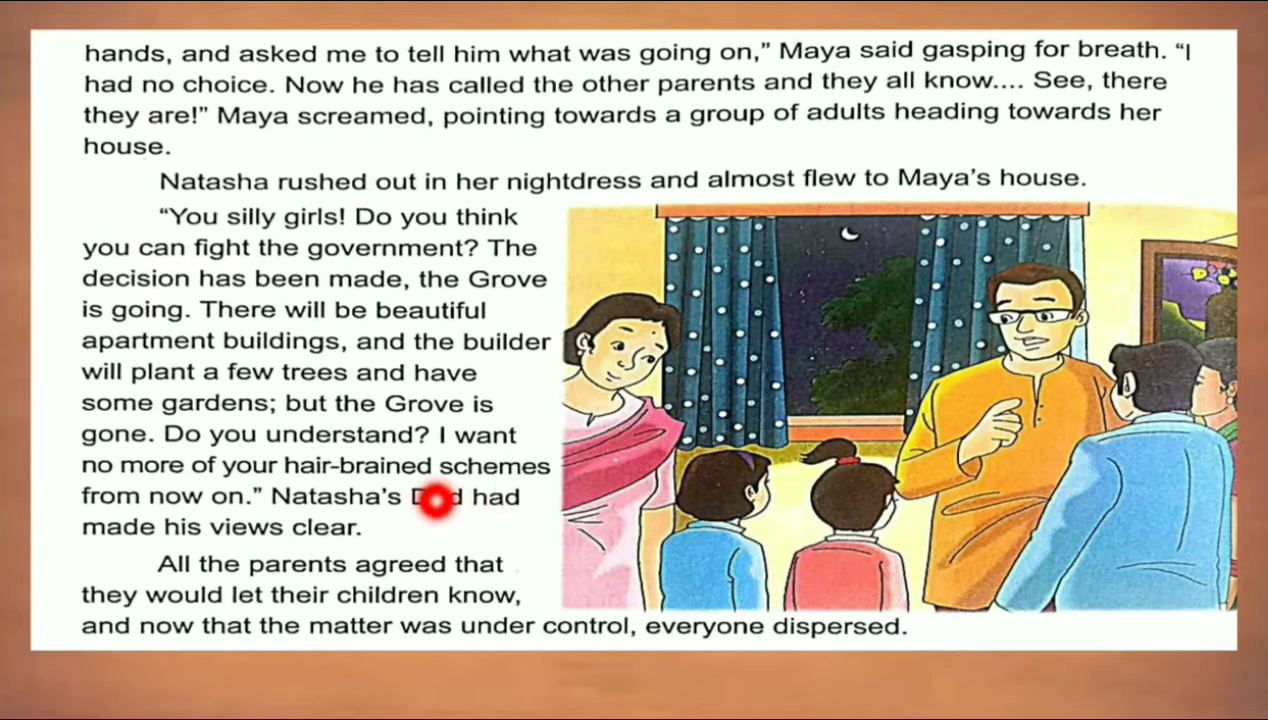 hands, and asked me to tell him what was going on,” Maya said gasping for breath. “I
had no choice. Now he has called the other parents and they all know.... See, there
they are!” Maya screamed, pointing towards a group of adults heading towards her
house.
Natasha rushed out in her nightdress and almost flew to Maya’s house.
“You silly girls! Do you think
you can fight the government? The
decision has been made, the Grove
is going. There will be beautiful
apartment buildings, and the builder
will plant a few trees and have
some gardens; but the Grove is
gone. Do you understand? I want
no more of your hair-brained schemes
from now on.” Natasha’s had
made his views clear.
All the parents agreed that
they would let their children know,
and now that the matter was under control, everyone dispersed.